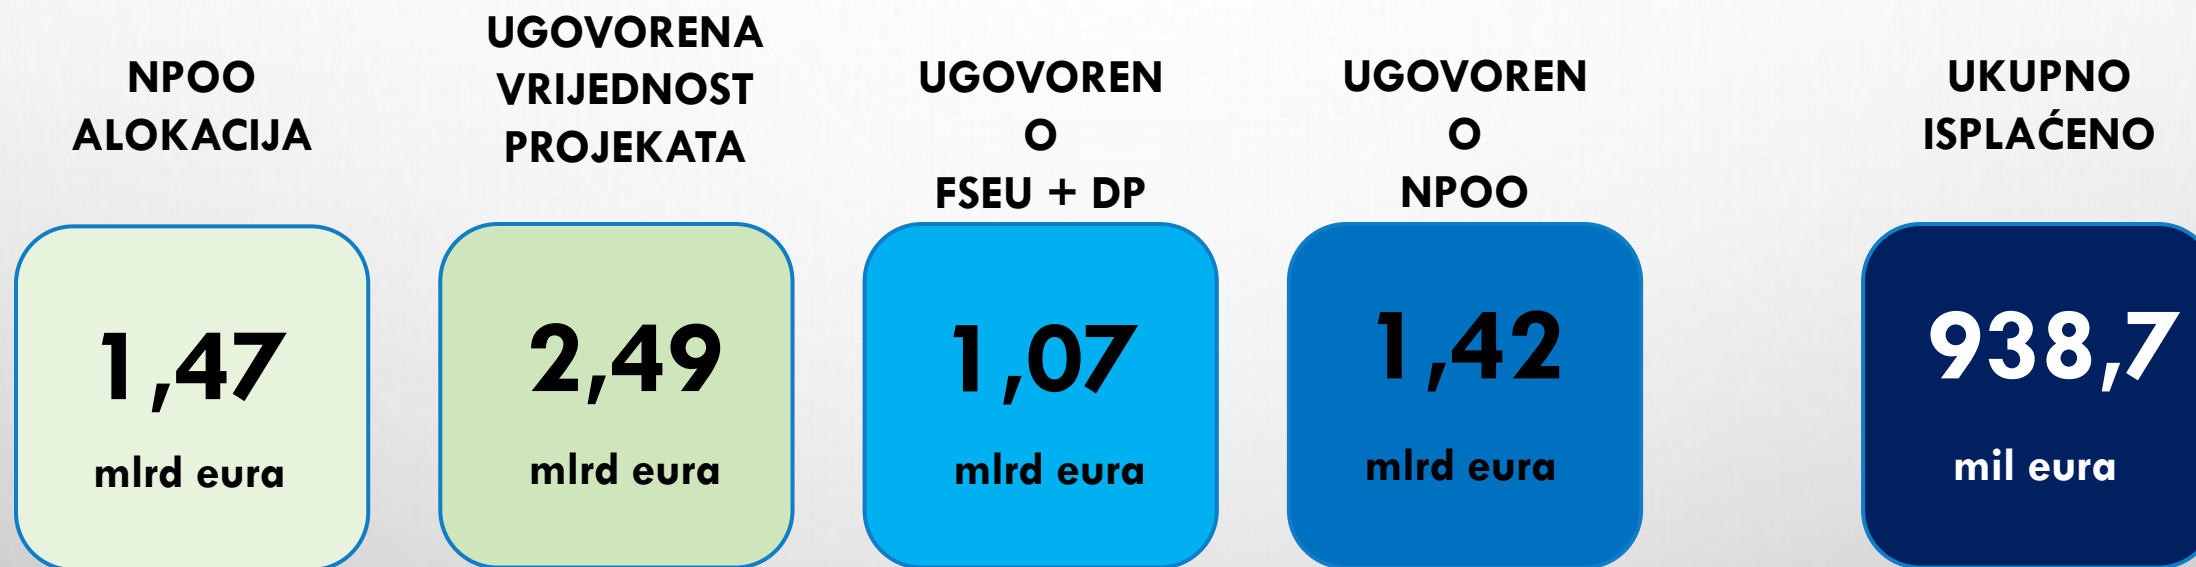 NPOO
ALOKACIJA
1,47
mlrd eura
UGOVORENA
VRIJEDNOST
PROJEKATA
2,49
mlrd eura
UGOVOREN
O
FSEU + DP
1,07
mlrd eura
UGOVOREN
O
NPOO
1,42
mlrd eura
UKUPNO
ISPLAĆENO
938,7
mil eura